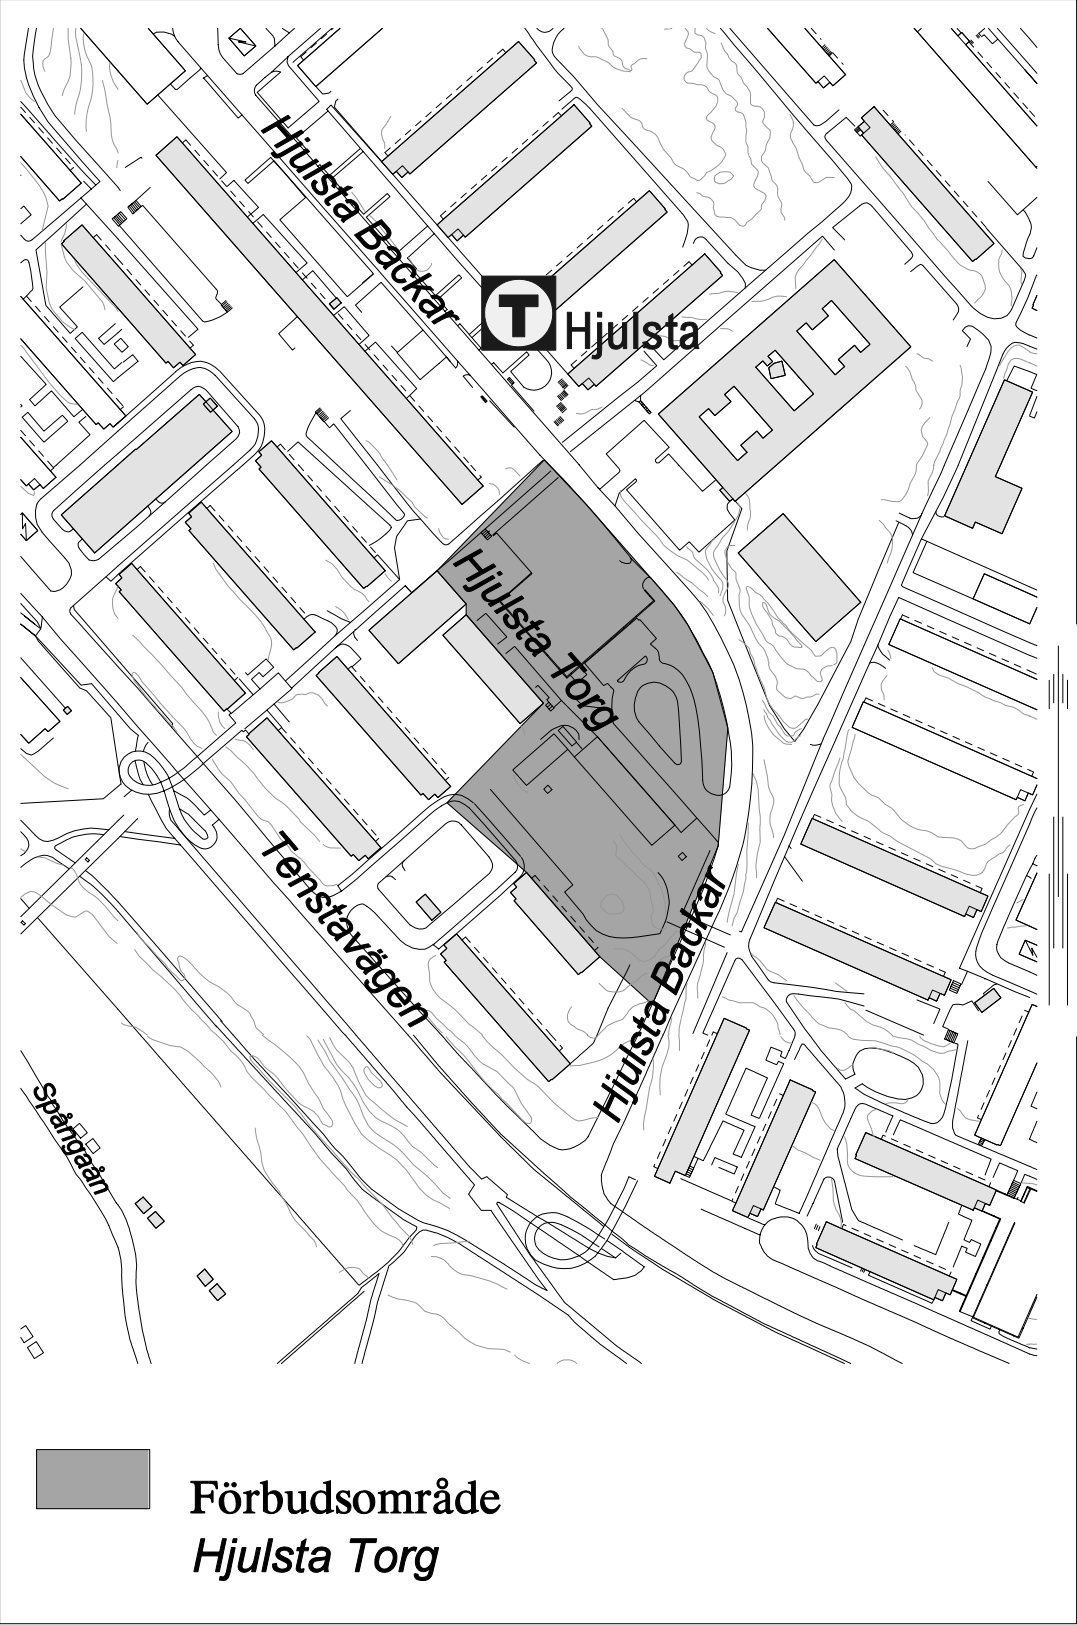 Hjulsta Backar
T
Hjulsta
Hjulsta Torg
Tenstavägen
Hjulsta Backar
Spångaån
Förbudsområde
Hjulsta Torg